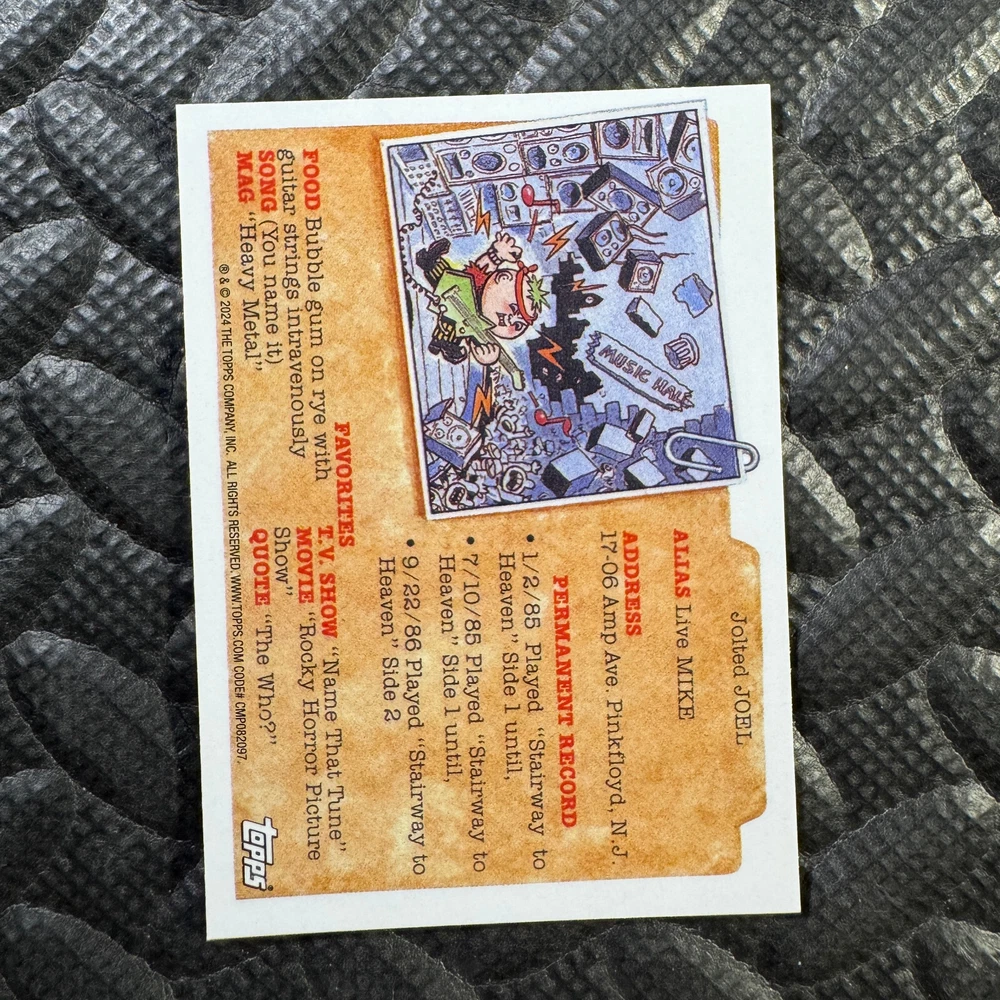 Jolted JOEL
ALIAS Live MIKE
ADDRESS
17-06 Amp Ave. Pinkfloyd, N.J.
MUSIC HALL
PERMANENT RECORD
• 1/2/85 Played "Stairway to
Heaven" Side 1 until,
• 7/10/85 Played "Stairway to
Heaven" Side 1 until,
• 9/22/86 Played "Stairway to
Heaven" Side 2
FAVORITES
FOOD Bubble gum on rye with
guitar strings intravenously
SONG (You name it)
MAG "Heavy Metal"
T.V. SHOW "Name That Tune"
MOVIE "Rocky Horror Picture
Show"
QUOTE "The Who?"
® & © 2024 THE TOPPS COMPANY, INC. ALL RIGHTS RESERVED. WWW.TOPPS.COM CODE# CMP082097.
topps®